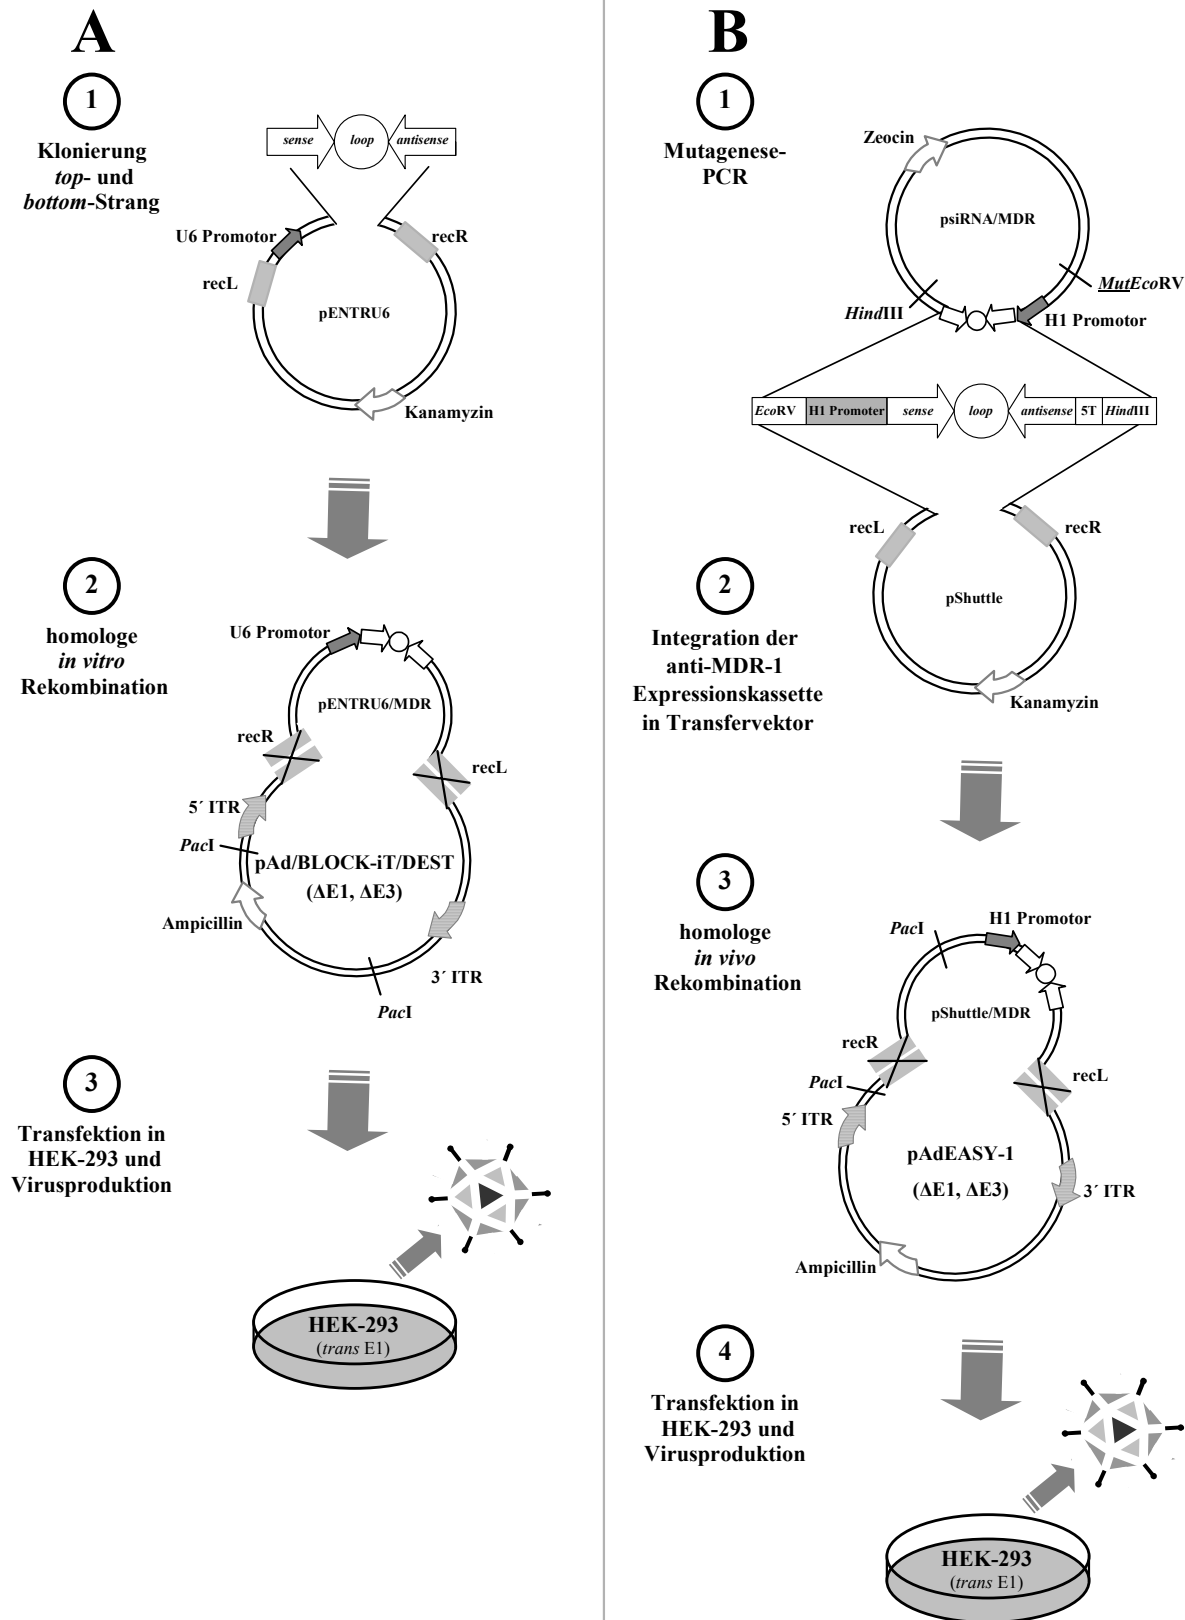 A
1
Klonierung
top- und
bottom-Strang
sense
loop
antisense
U6 Promotor
recR
recL
pENTRU6
Kanamyzin
2
homologe
in vitro
Rekombination
U6 Promotor
pENTRU6/MDR
recR
recL
5´ ITR
PacI
pAd/BLOCK-iT/DEST
(ΔE1, ΔE3)
Ampicillin
3´ ITR
PacI
3
Transfektion in
HEK-293 und
Virusproduktion
HEK-293
(trans E1)
B
1
Mutagenese-
PCR
Zeocin
psiRNA/MDR
MutEcoRV
HindIII
H1 Promotor
EcoRV H1 Promoter sense loop antisense 5T HindIII
recL
recR
pShuttle
2
Integration der
anti-MDR-1
Expressionskassette
in Transfervektor
Kanamyzin
3
homologe
in vivo
Rekombination
PacI
H1 Promotor
pShuttle/MDR
recR
recL
PacI
5´ ITR
pAdEASY-1
(ΔE1, ΔE3)
3´ ITR
Ampicillin
4
Transfektion in
HEK-293 und
Virusproduktion
HEK-293
(trans E1)